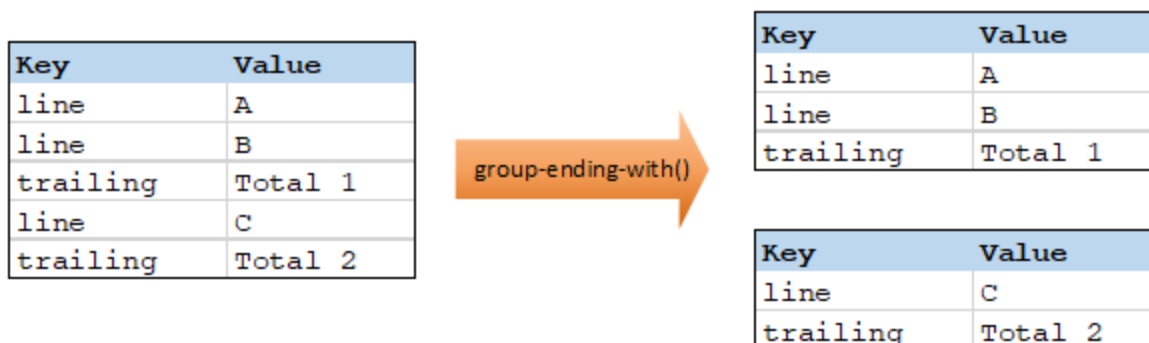 Key Value
line A
line B
trailing Total 1
line C
trailing Total 2
group-ending-with()
Key Value
line A
line B
trailing Total 1
Key Value
line C
trailing Total 2